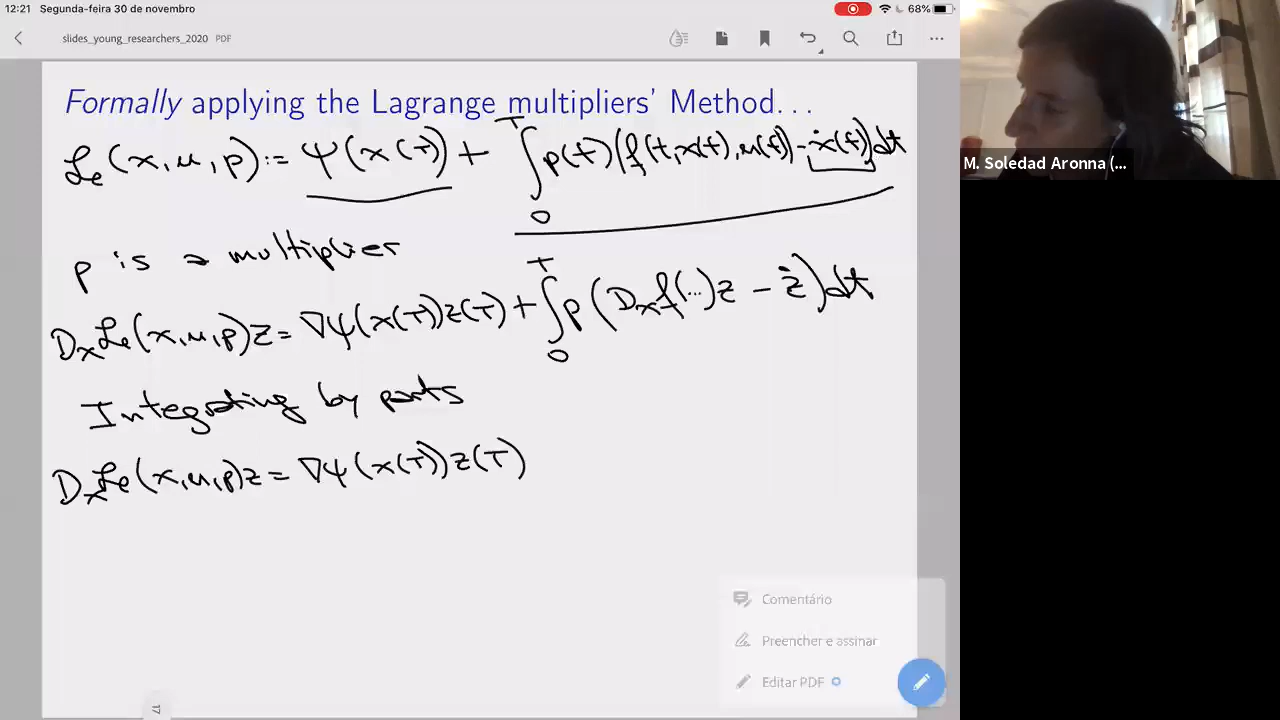 12:21 Segunda-feira 30 de novembro
68%
slides_young_researchers_2020 PDF
Formally applying the Lagrange multipliers' Method...
ℒe(x,u,p) := Ψ(x(T)) + ∫₀ᵀ p(t)(f(t,x(t),u(t)) - ẋ(t))dt
p is a multiplier
DₓℒE(x,u,p)z = ∇ψ(x(T))z(T) + ∫₀ᵀ p(Dₓf(...)z - ż)dt
Integrating by parts
Dₓℒe(x,u,p)z = ∇ψ(x(T))z(T)
Comentário
Preencher e assinar
Editar PDF
17
M. Soledad Aronna (...